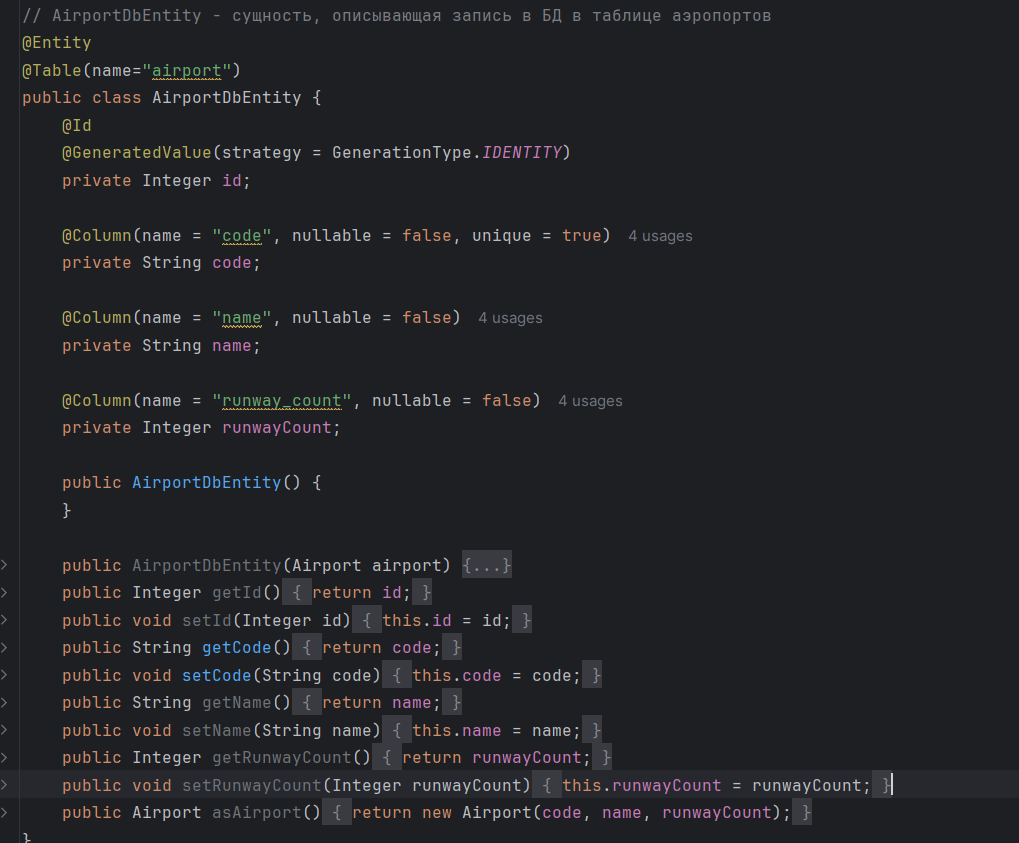 // AirportDbEntity - сущность, описывающая запись в БД в таблице аэропортов
@Entity
@Table(name="airport")
public class AirportDbEntity {
    @Id
    @GeneratedValue(strategy = GenerationType.IDENTITY)
    private Integer id;
    @Column(name = "code", nullable = false, unique = true) 4 usages
    private String code;
    @Column(name = "name", nullable = false) 4 usages
    private String name;
    @Column(name = "runway_count", nullable = false) 4 usages
    private Integer runwayCount;
    public AirportDbEntity() {
    }
    public AirportDbEntity(Airport airport) {...}
    public Integer getId() { return id; }
    public void setId(Integer id) { this.id = id; }
    public String getCode() { return code; }
    public void setCode(String code) { this.code = code; }
    public String getName() { return name; }
    public void setName(String name) { this.name = name; }
    public Integer getRunwayCount() { return runwayCount; }
    public void setRunwayCount(Integer runwayCount) { this.runwayCount = runwayCount; }
    public Airport asAirport() { return new Airport(code, name, runwayCount); }
}